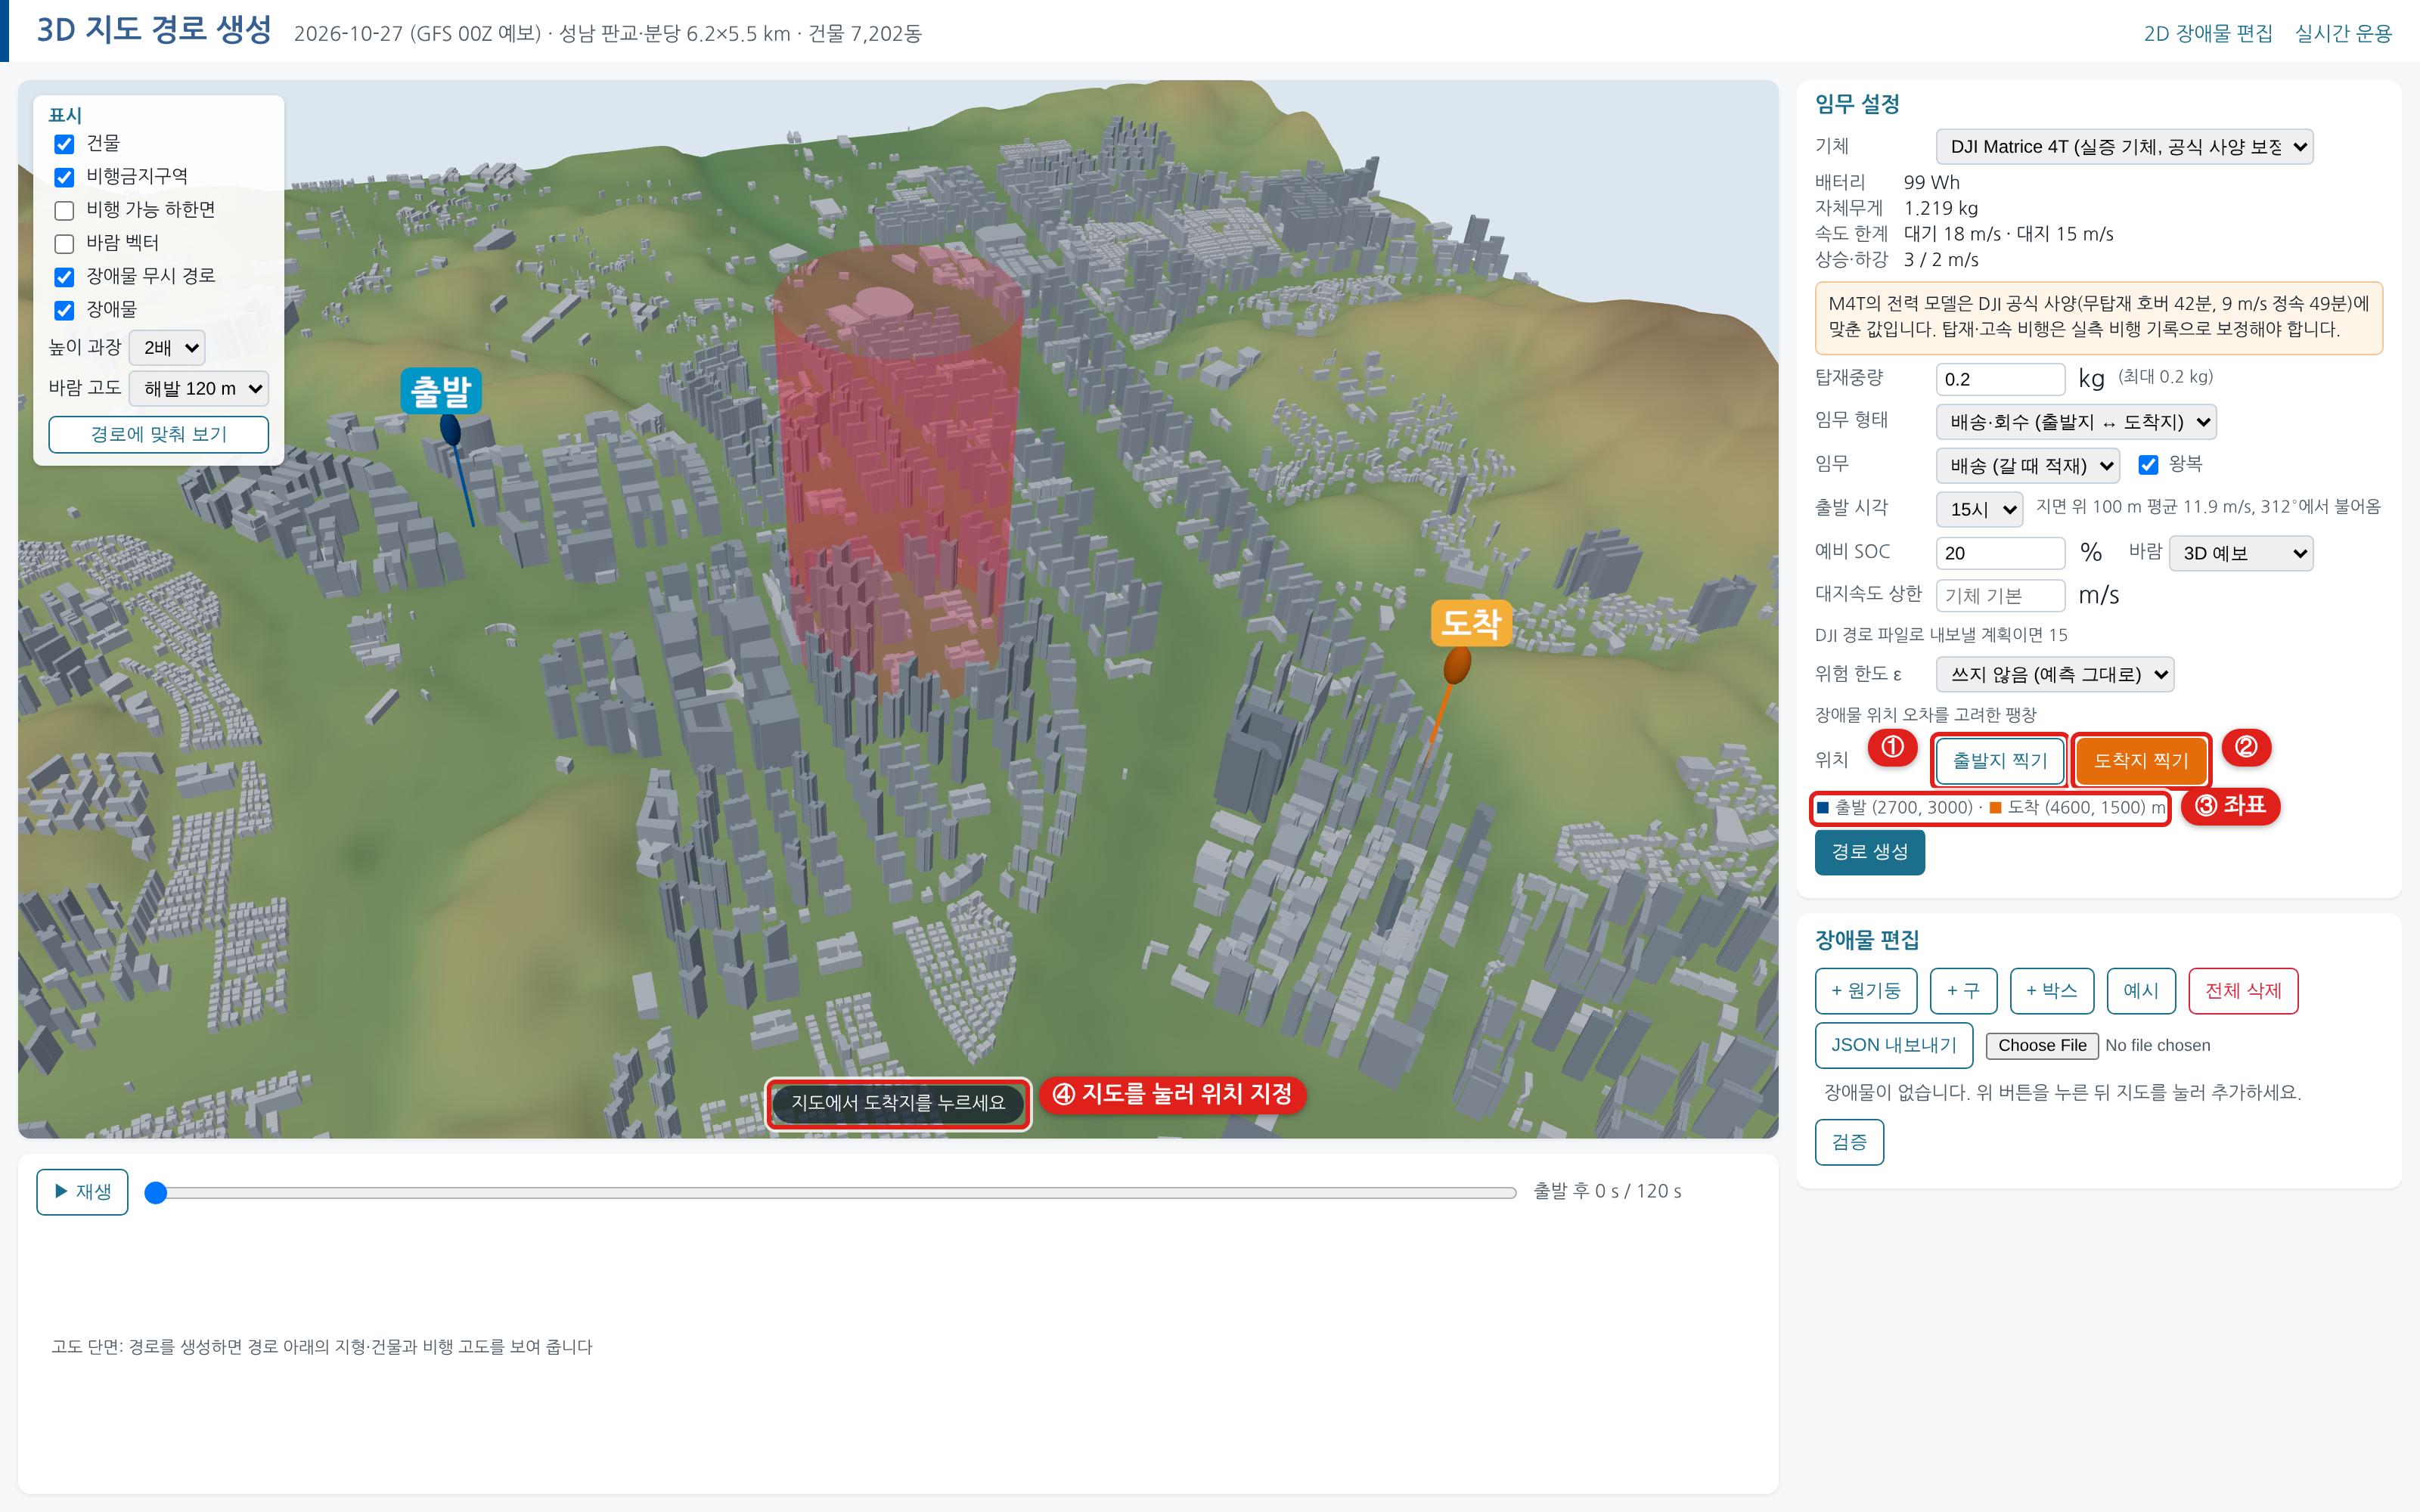 3D 지도 경로 생성 2026-10-27 (GFS 00Z 예보) · 성남 판교·분당 6.2×5.5 km · 건물 7,202동 2D 장애물 편집 실시간 운용
표시
건물
비행금지구역
비행 가능 하한면
바람 벡터
장애물 무시 경로
장애물
높이 과장 2배
바람 고도 해발 120 m
경로에 맞춰 보기
출발
도착
지도에서 도착지를 누르세요 ④ 지도를 눌러 위치 지정
▶ 재생 출발 후 0 s / 120 s
고도 단면: 경로를 생성하면 경로 아래의 지형·건물과 비행 고도를 보여 줍니다
임무 설정
기체 DJI Matrice 4T (실증 기체, 공식 사양 보정
배터리 99 Wh
자체무게 1.219 kg
속도 한계 대기 18 m/s · 대지 15 m/s
상승·하강 3 / 2 m/s
M4T의 전력 모델은 DJI 공식 사양(무탑재 호버 42분, 9 m/s 정속 49분)에
맞춘 값입니다. 탑재·고속 비행은 실측 비행 기록으로 보정해야 합니다.
탑재중량 0.2 kg (최대 0.2 kg)
임무 형태 배송·회수 (출발지 ↔ 도착지)
임무 배송 (갈 때 적재) 왕복
출발 시각 15시 지면 위 100 m 평균 11.9 m/s, 312°에서 불어옴
예비 SOC 20 % 바람 3D 예보
대지속도 상한 기체 기본 m/s
DJI 경로 파일로 내보낼 계획이면 15
위험 한도 ε 쓰지 않음 (예측 그대로)
장애물 위치 오차를 고려한 팽창
위치 ① 출발지 찍기 도착지 찍기 ②
■ 출발 (2700, 3000) · ■ 도착 (4600, 1500) m ③ 좌표
경로 생성
장애물 편집
+ 원기둥 + 구 + 박스 예시 전체 삭제
JSON 내보내기 Choose File No file chosen
장애물이 없습니다. 위 버튼을 누른 뒤 지도를 눌러 추가하세요.
검증